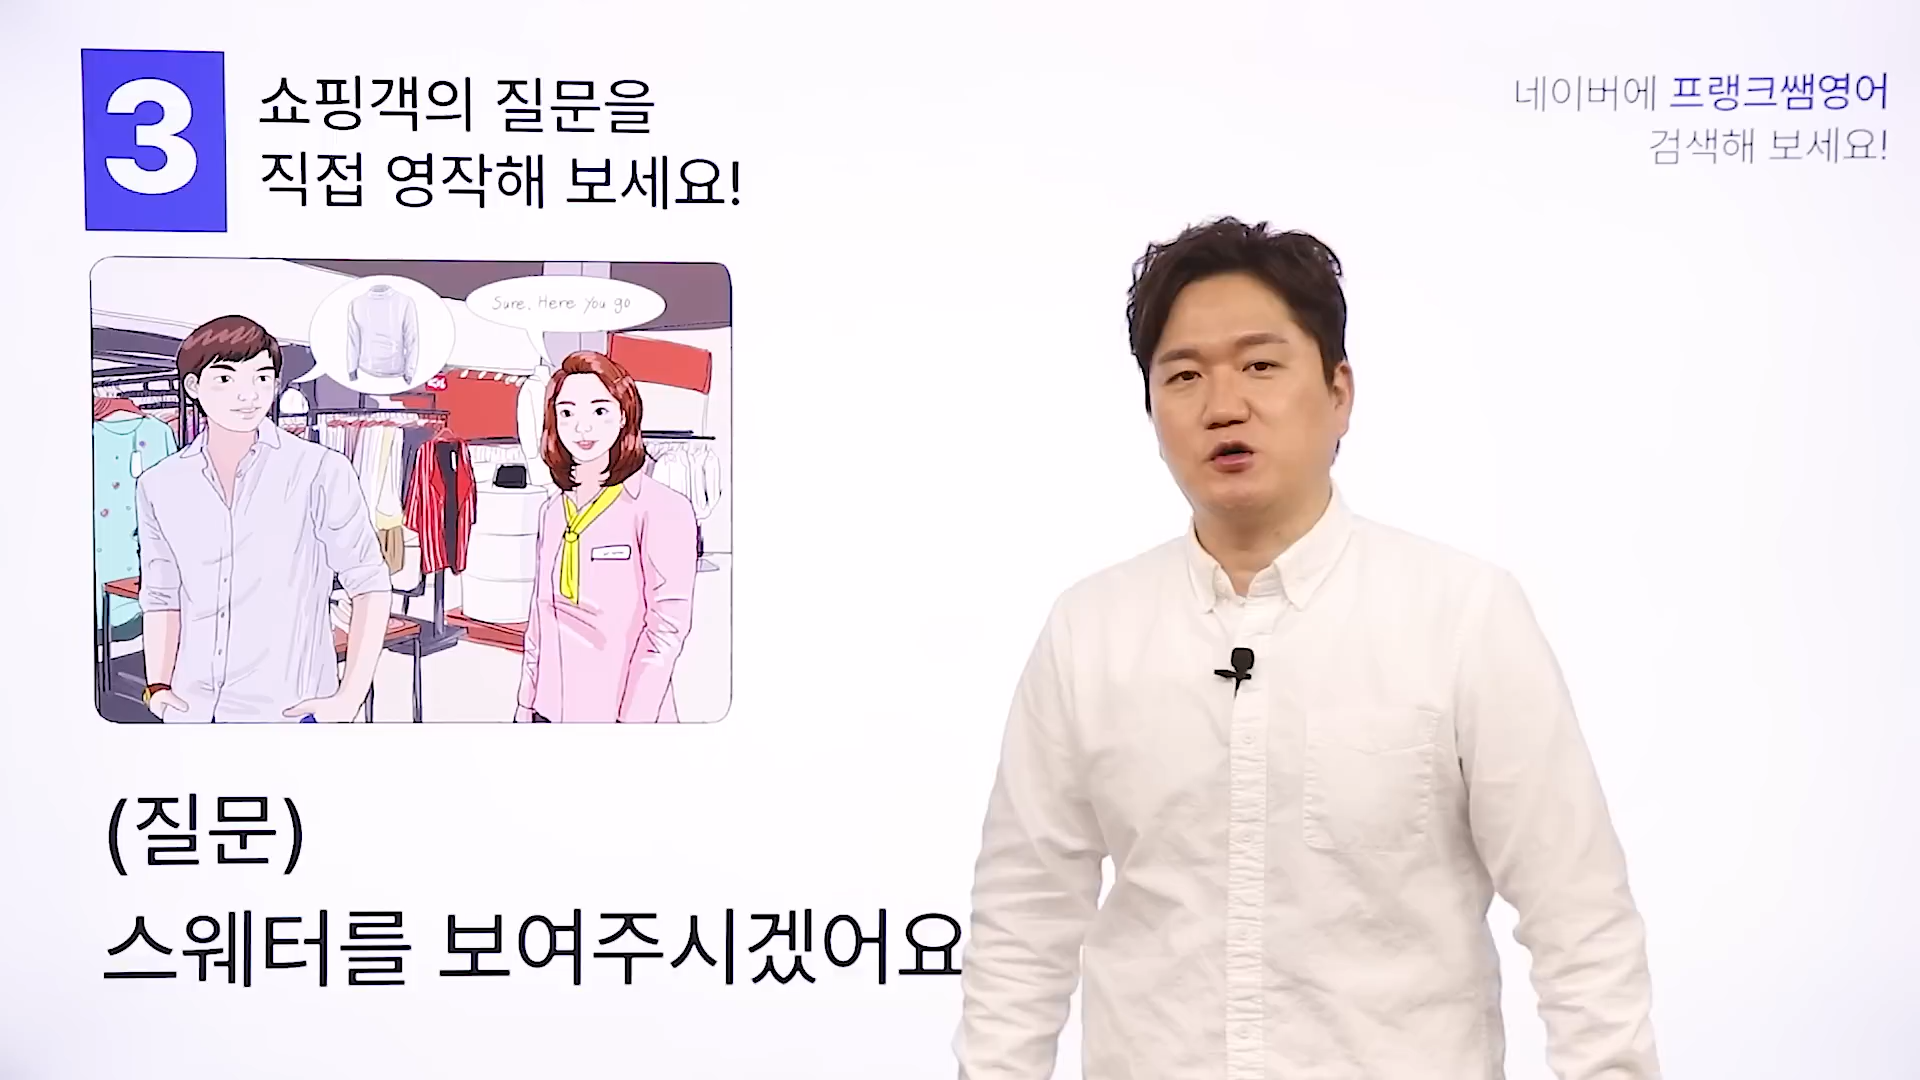 3
쇼핑객의 질문을
직접 영작해 보세요!
네이버에 프랭크쌤영어
검색해 보세요!
Sure. Here you go
(질문)
스웨터를 보여주시겠어요